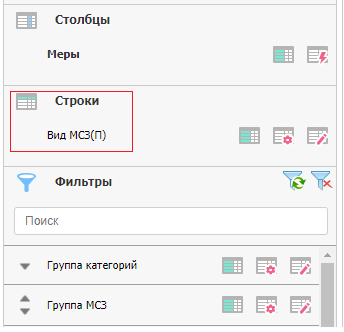 Столбцы
Меры
Строки
Вид МСЗ(П)
Фильтры
Поиск
Группа категорий
Группа МСЗ